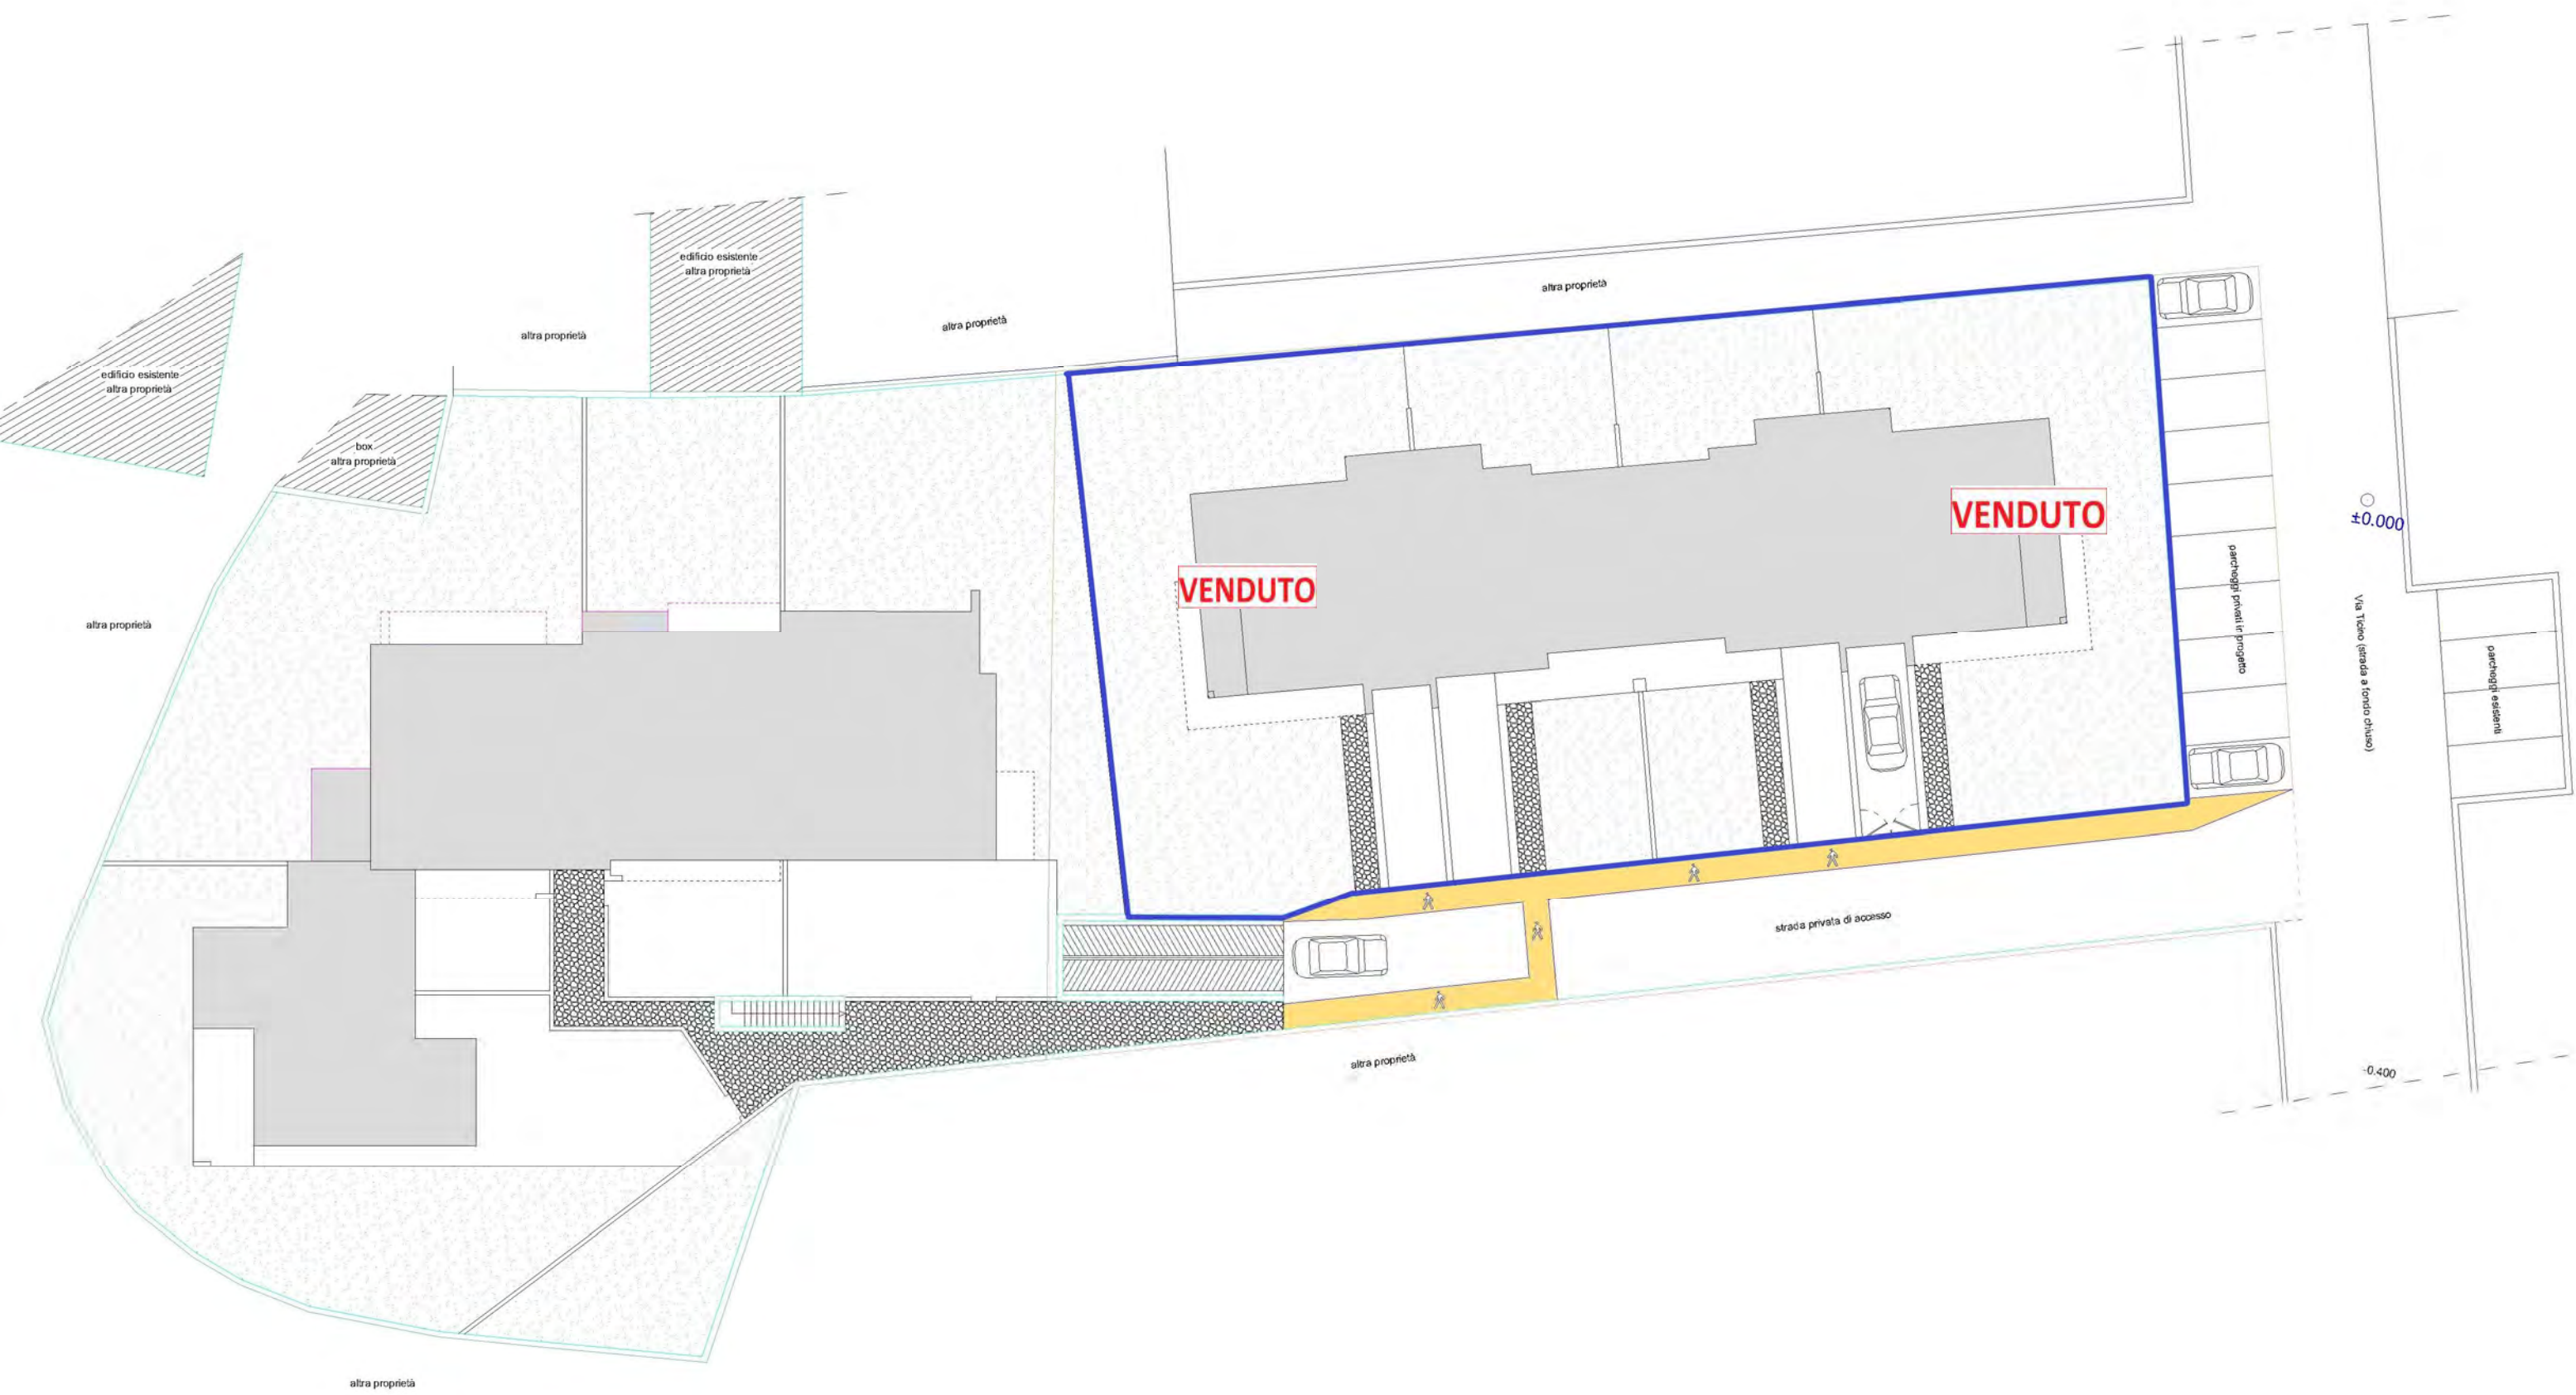 edificio esistente
altra proprietà
altra proprietà
altra proprietà
altra proprietà
edificio esistente
altra proprietà
box
altra proprietà
altra proprietà
VENDUTO
VENDUTO
±0.000
parcheggi privati in progetto
Via Ticino (strada a fondo chiuso)
parcheggi esistenti
strada privata di accesso
altra proprietà
-0.400
altra proprietà